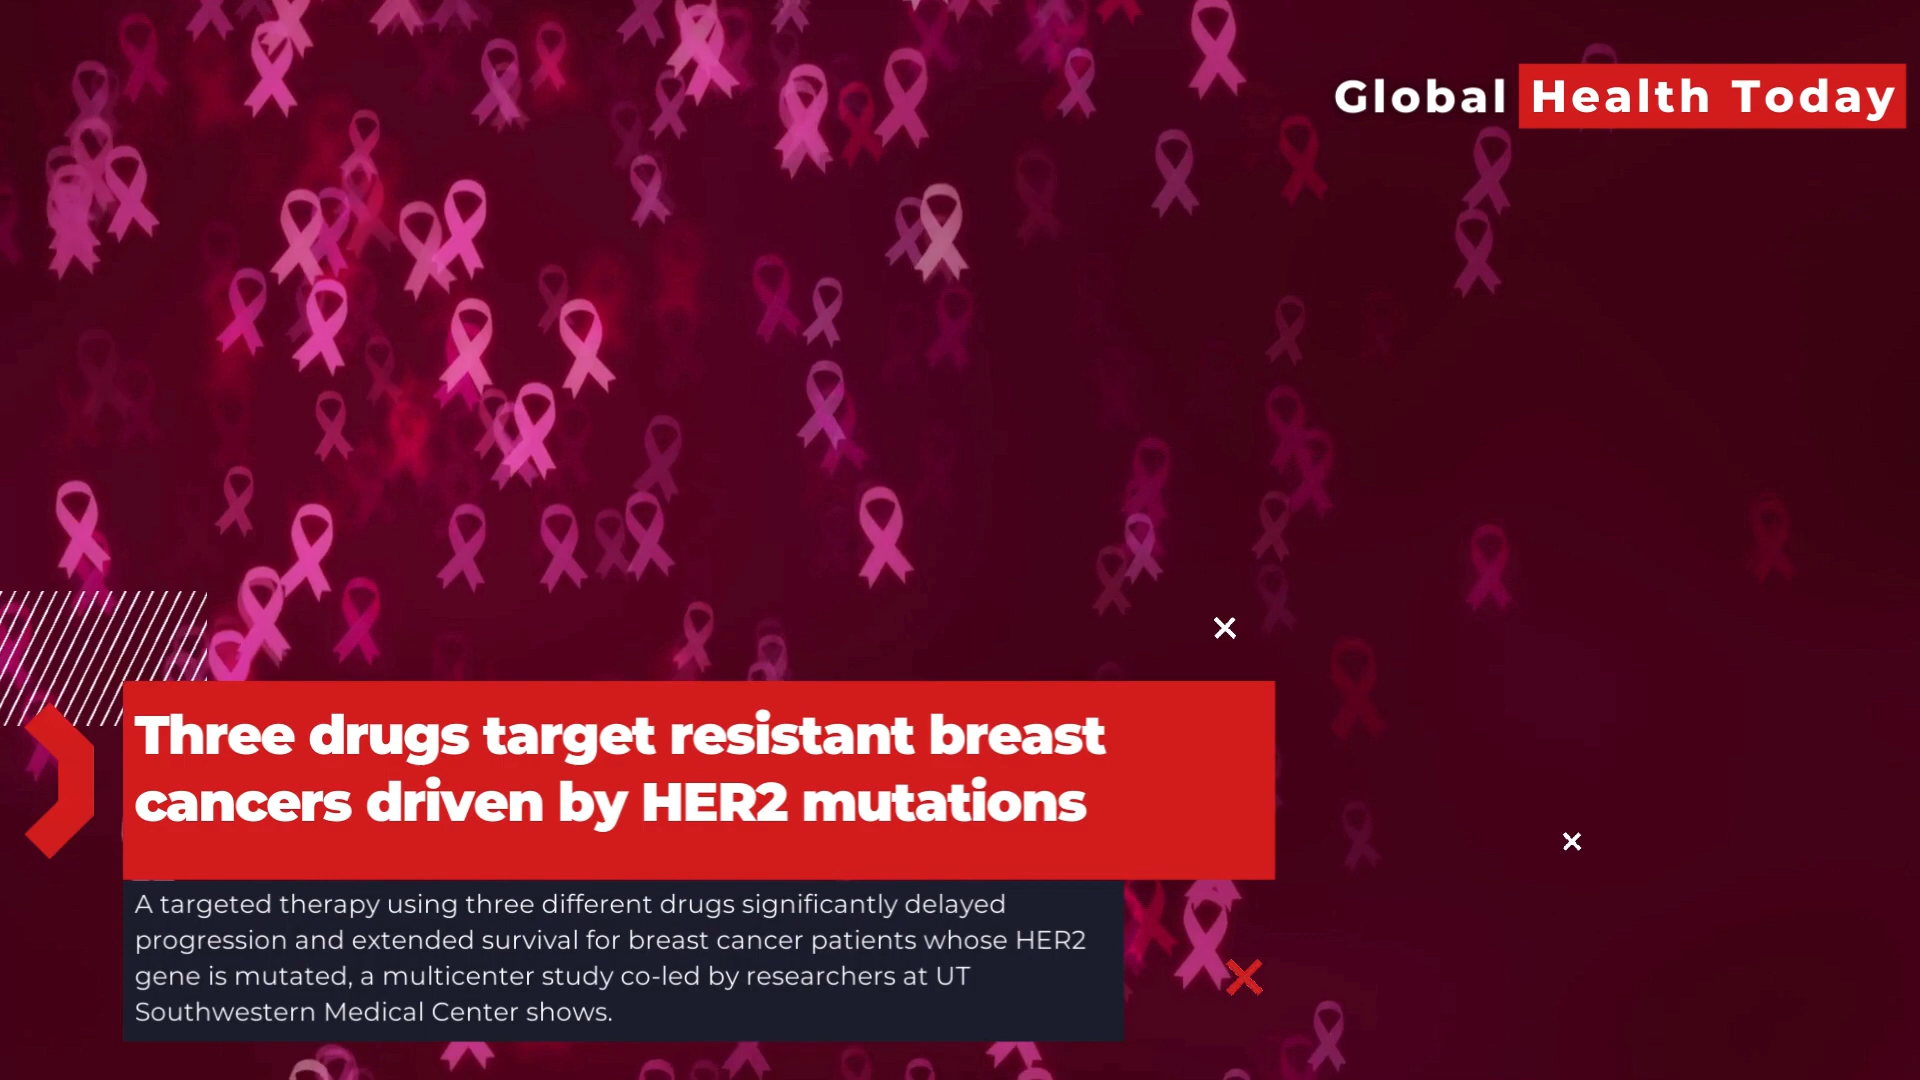 Global Health Today
Three drugs target resistant breast
cancers driven by HER2 mutations
A targeted therapy using three different drugs significantly delayed
progression and extended survival for breast cancer patients whose HER2
gene is mutated, a multicenter study co-led by researchers at UT
Southwestern Medical Center shows.